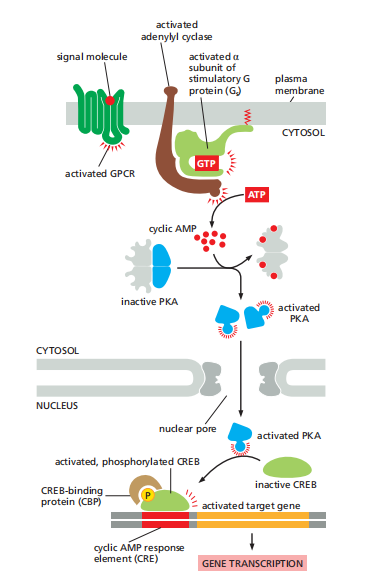 activated
adenylyl cyclase
signal molecule
activated α
subunit of
stimulatory G
protein (Gs)
plasma
membrane
CYTOSOL
GTP
activated GPCR
ATP
cyclic AMP
inactive PKA
activated
PKA
CYTOSOL
NUCLEUS
nuclear pore
activated PKA
activated, phosphorylated CREB
inactive CREB
CREB-binding
protein (CBP)
P
activated target gene
cyclic AMP response
element (CRE)
GENE TRANSCRIPTION